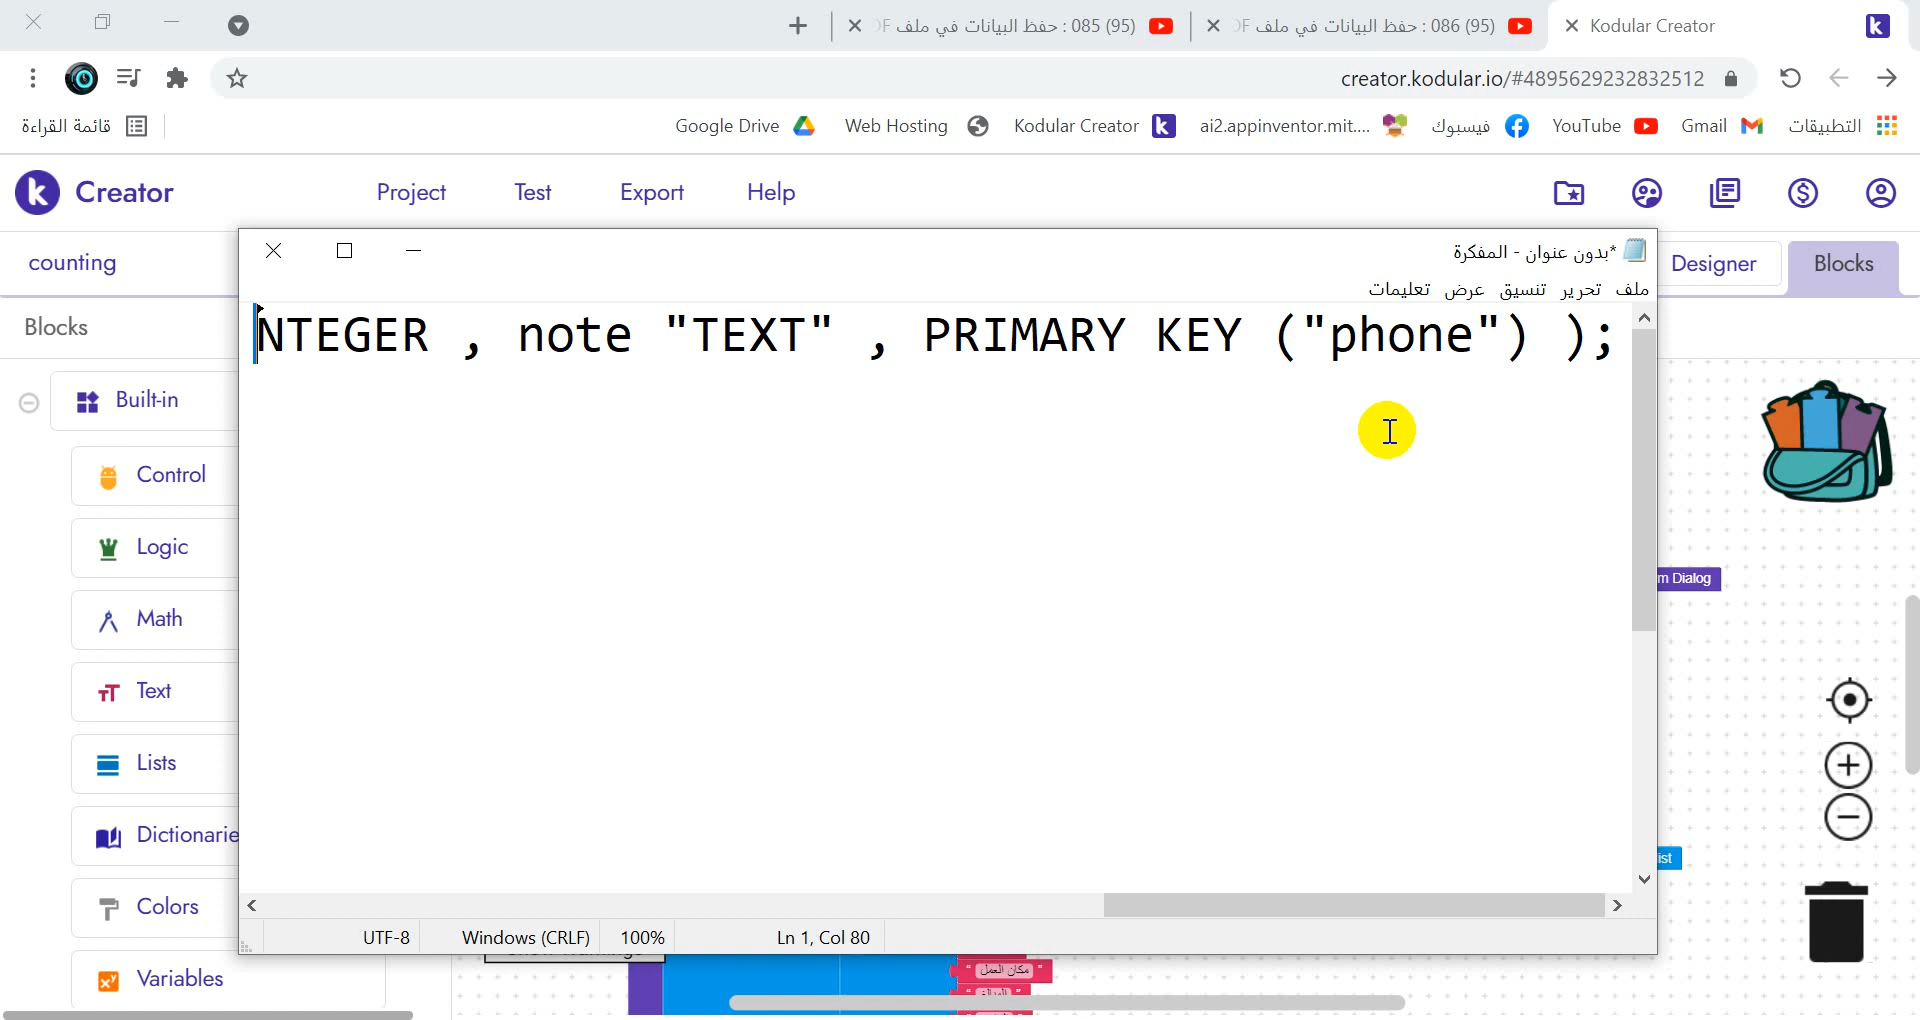 085 (95) : حفظ البيانات في ملف
086 (95) : حفظ البيانات في ملف
Kodular Creator
creator.kodular.io/#4895629232832512
قائمة القراءة
Google Drive
Web Hosting
Kodular Creator
ai2.appinventor.mit....
فيسبوك
YouTube
Gmail
التطبيقات
Creator
Project
Test
Export
Help
counting
*بدون عنوان - المفكرة
Designer
Blocks
ملف تحرير تنسيق عرض تعليمات
Blocks
NTEGER , note "TEXT" , PRIMARY KEY ("phone") );
Built-in
Control
Logic
m Dialog
Math
Text
Lists
Dictionarie
ist
Colors
UTF-8
Windows (CRLF)
100%
Ln 1, Col 80
" مكان العمل "
Variables